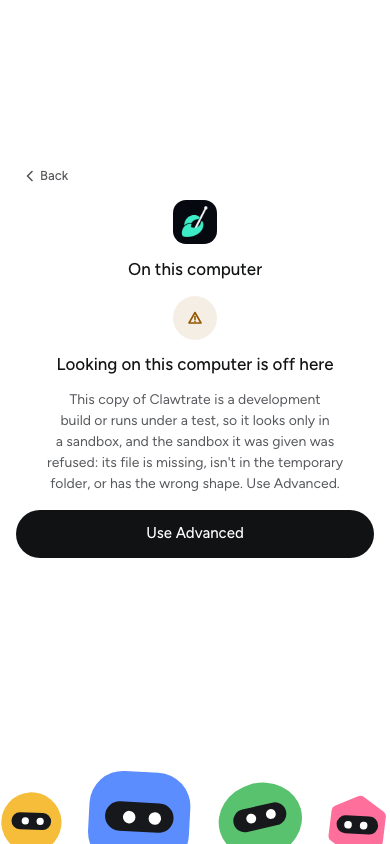 Back
On this computer
Looking on this computer is off here
This copy of Clawtrate is a development
build or runs under a test, so it looks only in
a sandbox, and the sandbox it was given was
refused: its file is missing, isn't in the temporary
folder, or has the wrong shape. Use Advanced.
Use Advanced